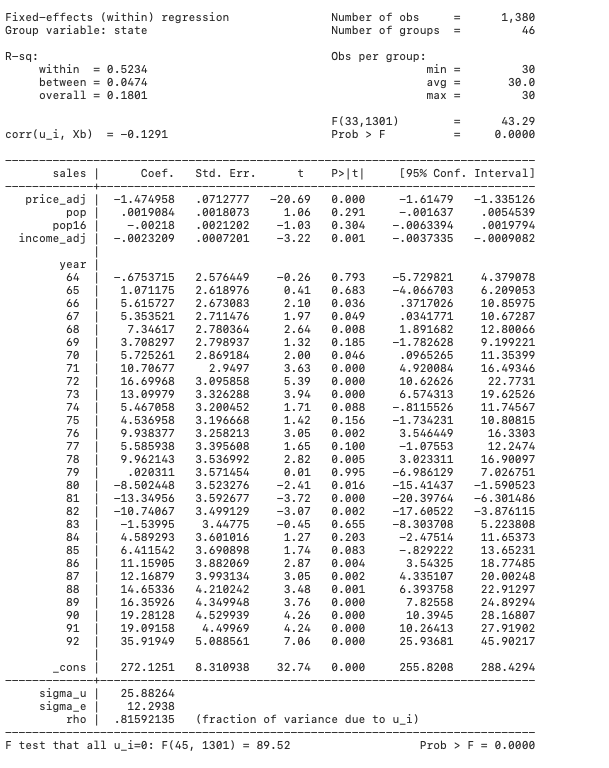 Fixed-effects (within) regression               Number of obs     =      1,380
Group variable: state                           Number of groups  =         46

R-sq:                                           Obs per group:
     within  = 0.5234                                         min =         30
     between = 0.0474                                         avg =       30.0
     overall = 0.1801                                         max =         30

                                                F(33,1301)        =      43.29
corr(u_i, Xb)  = -0.1291                        Prob > F          =     0.0000

------------------------------------------------------------------------------
       sales |      Coef.   Std. Err.      t    P>|t|     [95% Conf. Interval]
-------------+----------------------------------------------------------------
   price_adj |  -1.474958   .0712777   -20.69   0.000     -1.61479   -1.335126
         pop |   .0019084   .0018073     1.06   0.291     -.001637    .0054539
       pop16 |    -.00218   .0021202    -1.03   0.304    -.0063394    .0019794
  income_adj |  -.0023209   .0007201    -3.22   0.001    -.0037335   -.0009082
             |
        year |
         64  |  -.6753715   2.576449    -0.26   0.793    -5.729821    4.379078
         65  |   1.071175   2.618976     0.41   0.683    -4.066703    6.209053
         66  |   5.615727   2.673083     2.10   0.036     .3717026    10.85975
         67  |   5.353521   2.711476     1.97   0.049     .0341771    10.67287
         68  |    7.34617   2.780364     2.64   0.008     1.891682    12.80066
         69  |   3.708297   2.798937     1.32   0.185    -1.782628    9.199221
         70  |   5.725261   2.869184     2.00   0.046     .0965265    11.35399
         71  |   10.70677     2.9497     3.63   0.000     4.920084    16.49346
         72  |   16.69968   3.095858     5.39   0.000     10.62626     22.7731
         73  |   13.09979   3.326288     3.94   0.000     6.574313    19.62526
         74  |   5.467058   3.200452     1.71   0.088    -.8115526    11.74567
         75  |   4.536958   3.196668     1.42   0.156    -1.734231    10.80815
         76  |   9.938377   3.258213     3.05   0.002     3.546449     16.3303
         77  |   5.585938   3.395608     1.65   0.100     -1.07553     12.2474
         78  |   9.962143   3.536992     2.82   0.005     3.023311    16.90097
         79  |    .020311   3.571454     0.01   0.995    -6.986129    7.026751
         80  |  -8.502448   3.523276    -2.41   0.016    -15.41437   -1.590523
         81  |  -13.34956   3.592677    -3.72   0.000    -20.39764   -6.301486
         82  |  -10.74067   3.499129    -3.07   0.002    -17.60522   -3.876115
         83  |   -1.53995    3.44775    -0.45   0.655    -8.303708    5.223808
         84  |   4.589293   3.601016     1.27   0.203     -2.47514    11.65373
         85  |   6.411542   3.690898     1.74   0.083     -.829222    13.65231
         86  |   11.15905   3.882069     2.87   0.004      3.54325    18.77485
         87  |   12.16879   3.993134     3.05   0.002     4.335107    20.00248
         88  |   14.65336   4.210242     3.48   0.001     6.393758    22.91297
         89  |   16.35926   4.349948     3.76   0.000      7.82558    24.89294
         90  |   19.28128   4.529939     4.26   0.000      10.3945    28.16807
         91  |   19.09158    4.49969     4.24   0.000     10.26413    27.91902
         92  |   35.91949   5.088561     7.06   0.000     25.93681    45.90217
             |
       _cons |   272.1251   8.310938    32.74   0.000     255.8208    288.4294
-------------+----------------------------------------------------------------
     sigma_u |   25.88264
     sigma_e |    12.2938
         rho |  .81592135   (fraction of variance due to u_i)
------------------------------------------------------------------------------
F test that all u_i=0: F(45, 1301) = 89.52                   Prob > F = 0.0000